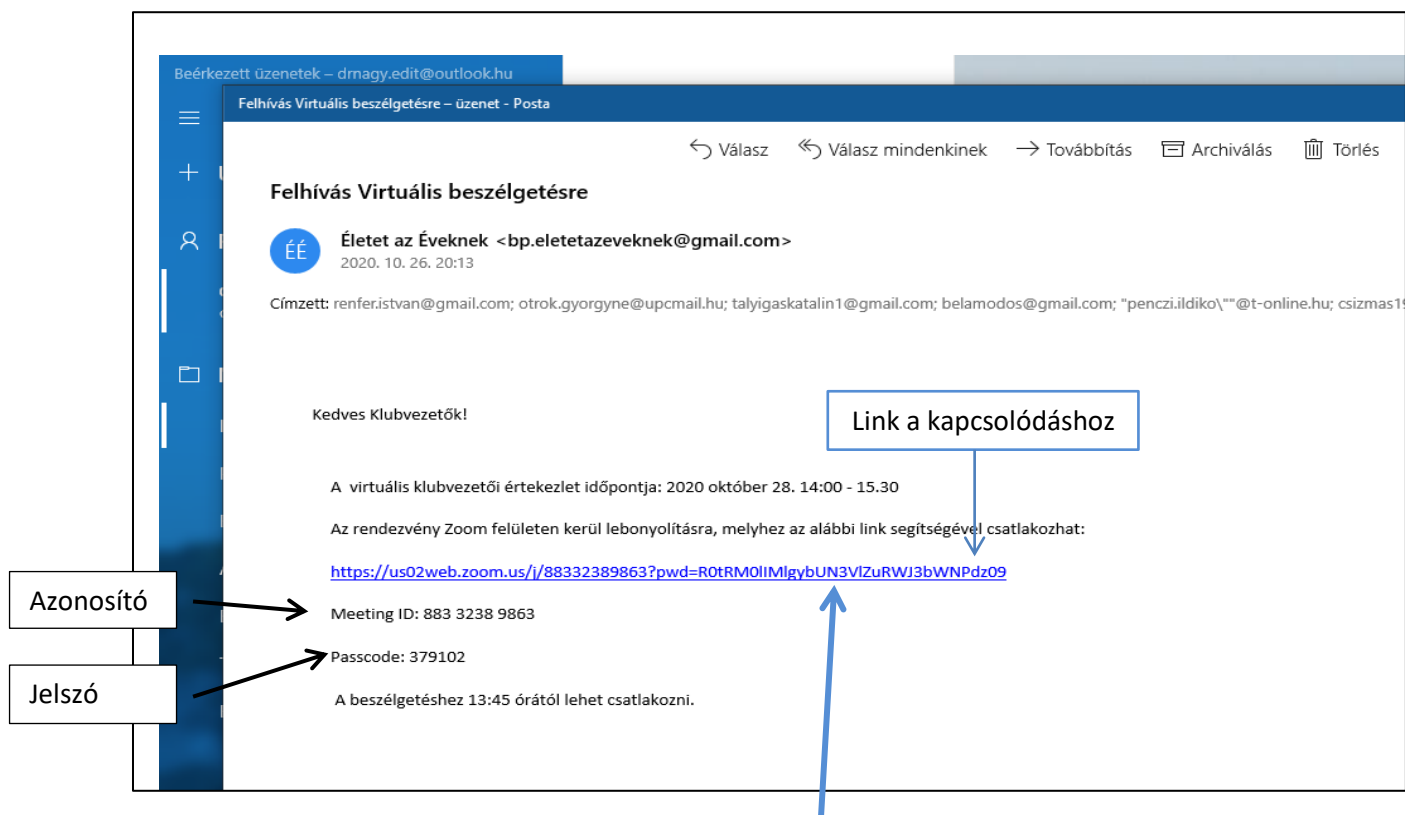 Beérkezett üzenetek – drnagy.edit@outlook.hu
Felhívás Virtuális beszélgetésre – üzenet - Posta
Válasz Válasz mindenkinek Továbbítás Archiválás Törlés
Felhívás Virtuális beszélgetésre
ÉÉ
Életet az Éveknek <bp.eletetazeveknek@gmail.com>
2020. 10. 26. 20:13
Címzett: renfer.istvan@gmail.com; otrok.gyorgyne@upcmail.hu; talyigaskatalin1@gmail.com; belamodos@gmail.com; "penczi.ildiko\""@t-online.hu; csizmas19
Kedves Klubvezetők!
Link a kapcsolódáshoz
A virtuális klubvezetői értekezlet időpontja: 2020 október 28. 14:00 - 15.30
Az rendezvény Zoom felületen kerül lebonyolításra, melyhez az alábbi link segítségével csatlakozhat:
https://us02web.zoom.us/j/88332389863?pwd=R0tRM0lIMlgybUN3VlZuRWJ3bWNPdz09
Azonosító
Meeting ID: 883 3238 9863
Passcode: 379102
Jelszó
A beszélgetéshez 13:45 órától lehet csatlakozni.